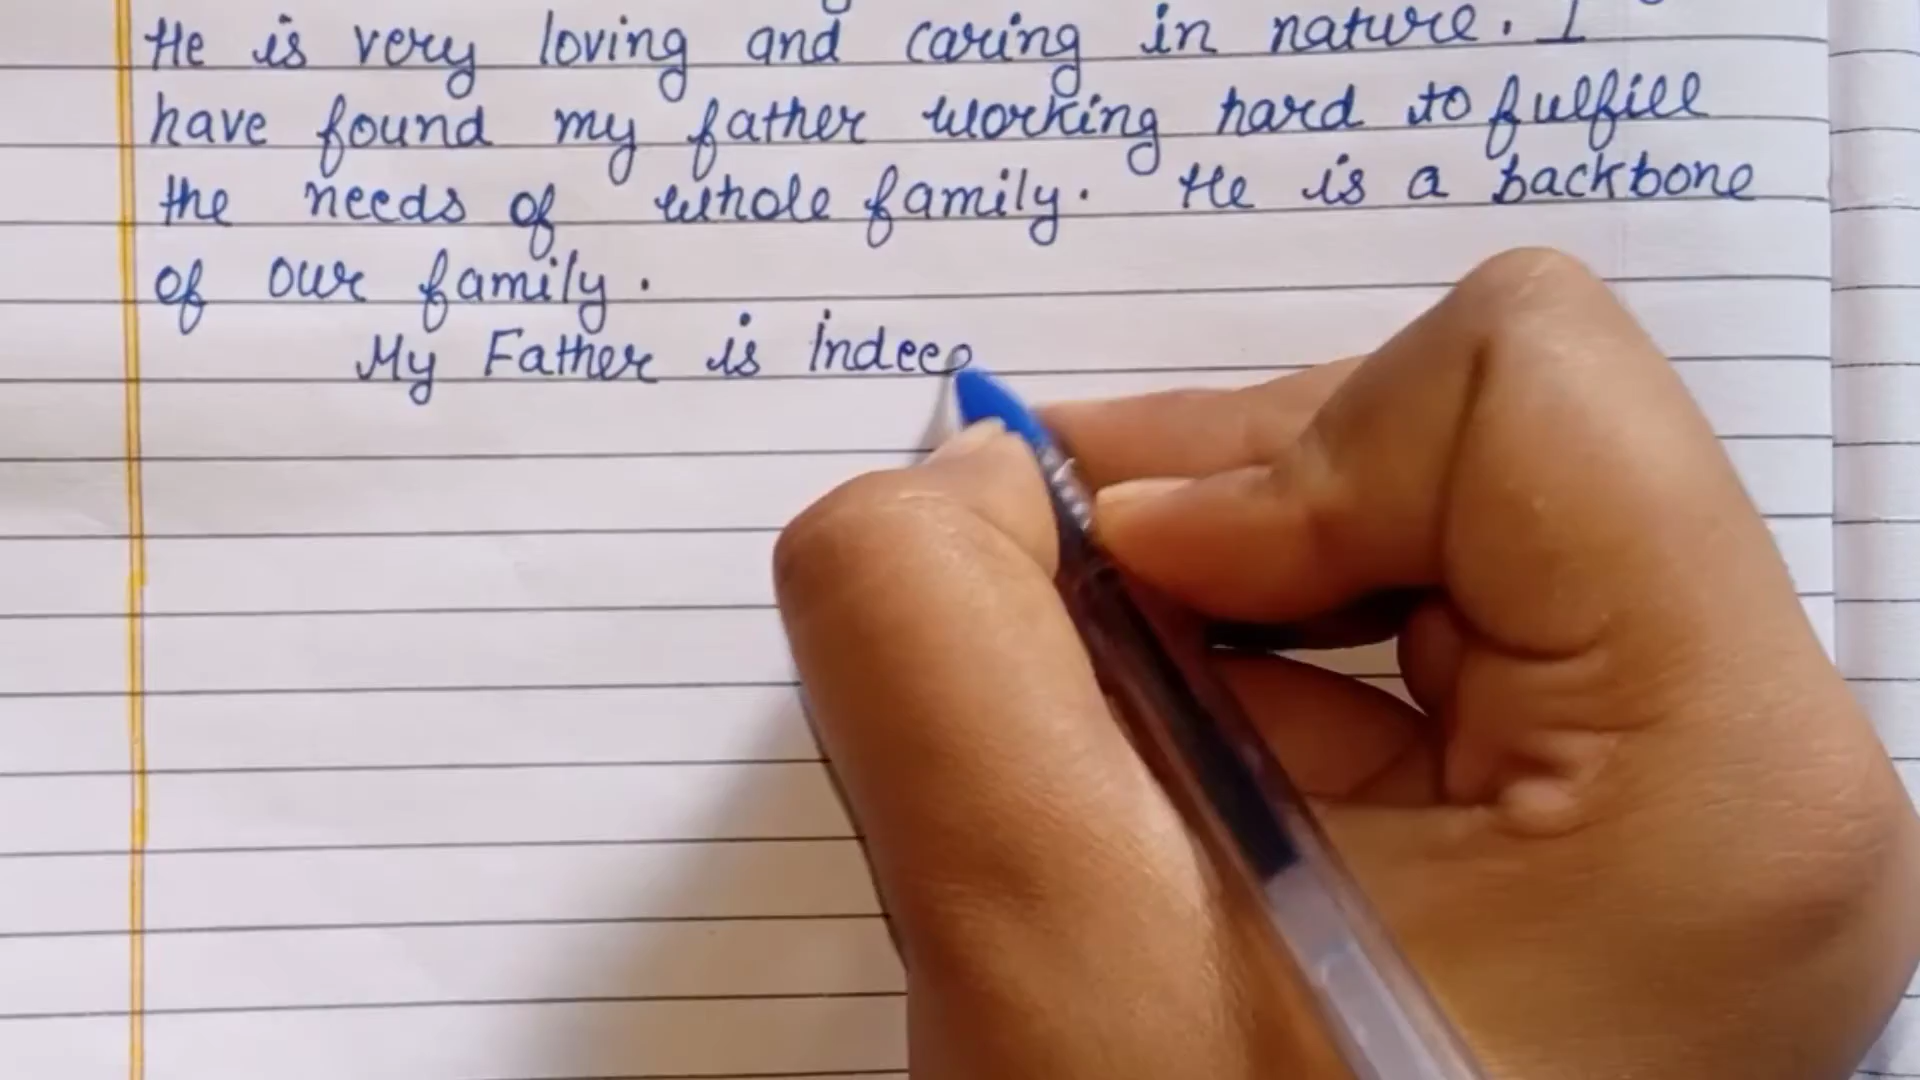 He is very loving and caring in nature. I
have found my father working hard to fulfill
the needs of whole family. He is a backbone
of our family.
My Father is Indee